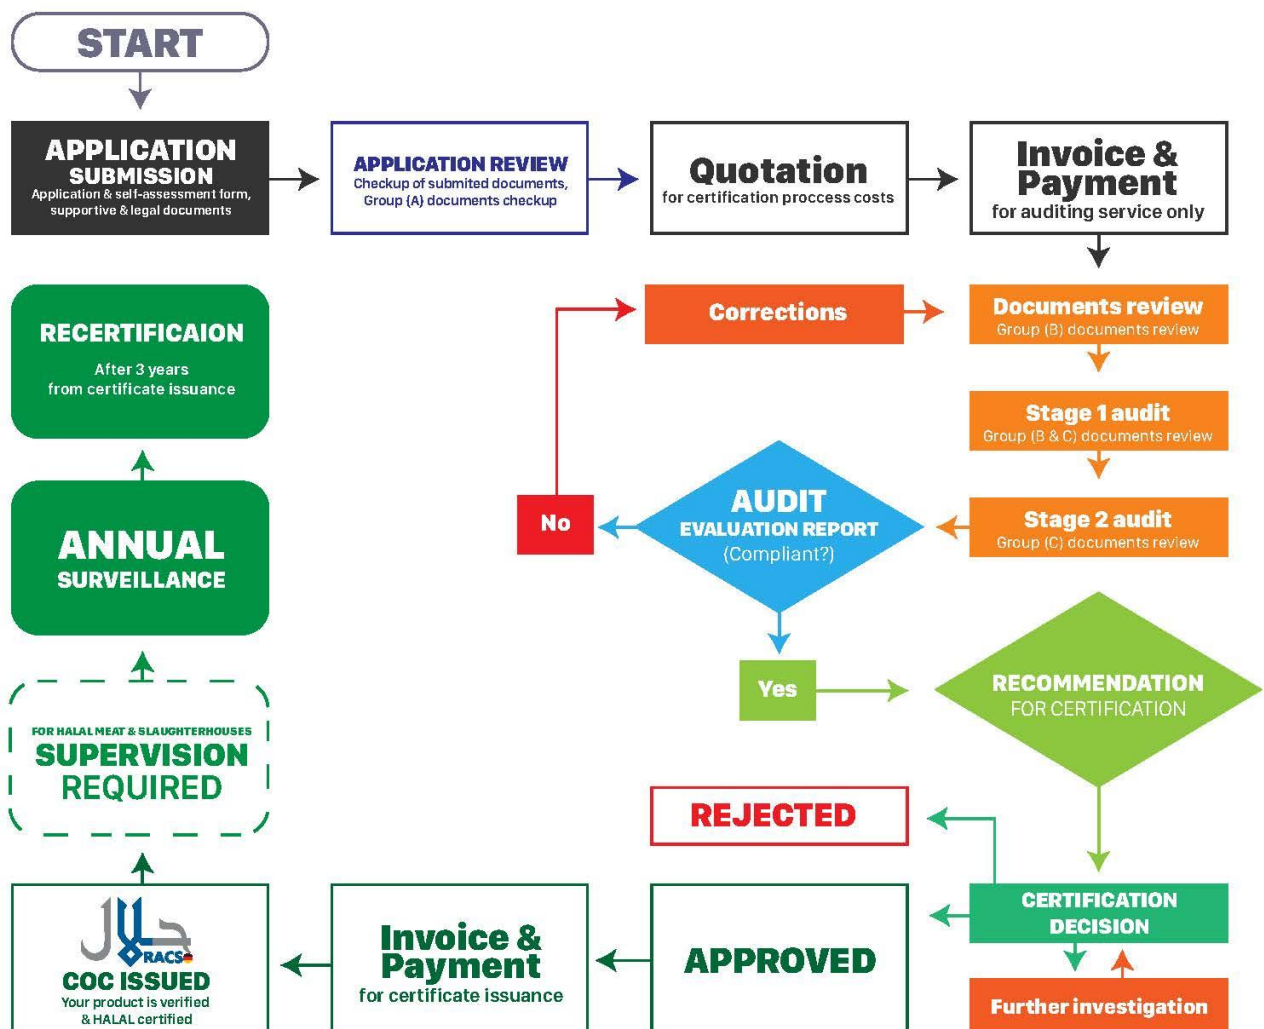 START
APPLICATION
SUBMISSION
Application & self-assessment form,
supportive & legal documents
APPLICATION REVIEW
Checkup of submited documents,
Group (A) documents checkup
Quotation
for certification proccess costs
Invoice &
Payment
for auditing service only
RECERTIFICAION
After 3 years
from certificate issuance
Corrections
Documents review
Group (B) documents review
Stage 1 audit
Group (B & C) documents review
No
AUDIT
EVALUATION REPORT
(Compliant?)
Stage 2 audit
Group (C) documents review
ANNUAL
SURVEILLANCE
Yes
RECOMMENDATION
FOR CERTIFICATION
FOR HALAL MEAT & SLAUGHTERHOUSES
SUPERVISION
REQUIRED
REJECTED
CERTIFICATION
DECISION
حلال
RACS
COC ISSUED
Your product is verified
& HALAL certified
Invoice &
Payment
for certificate issuance
APPROVED
Further investigation